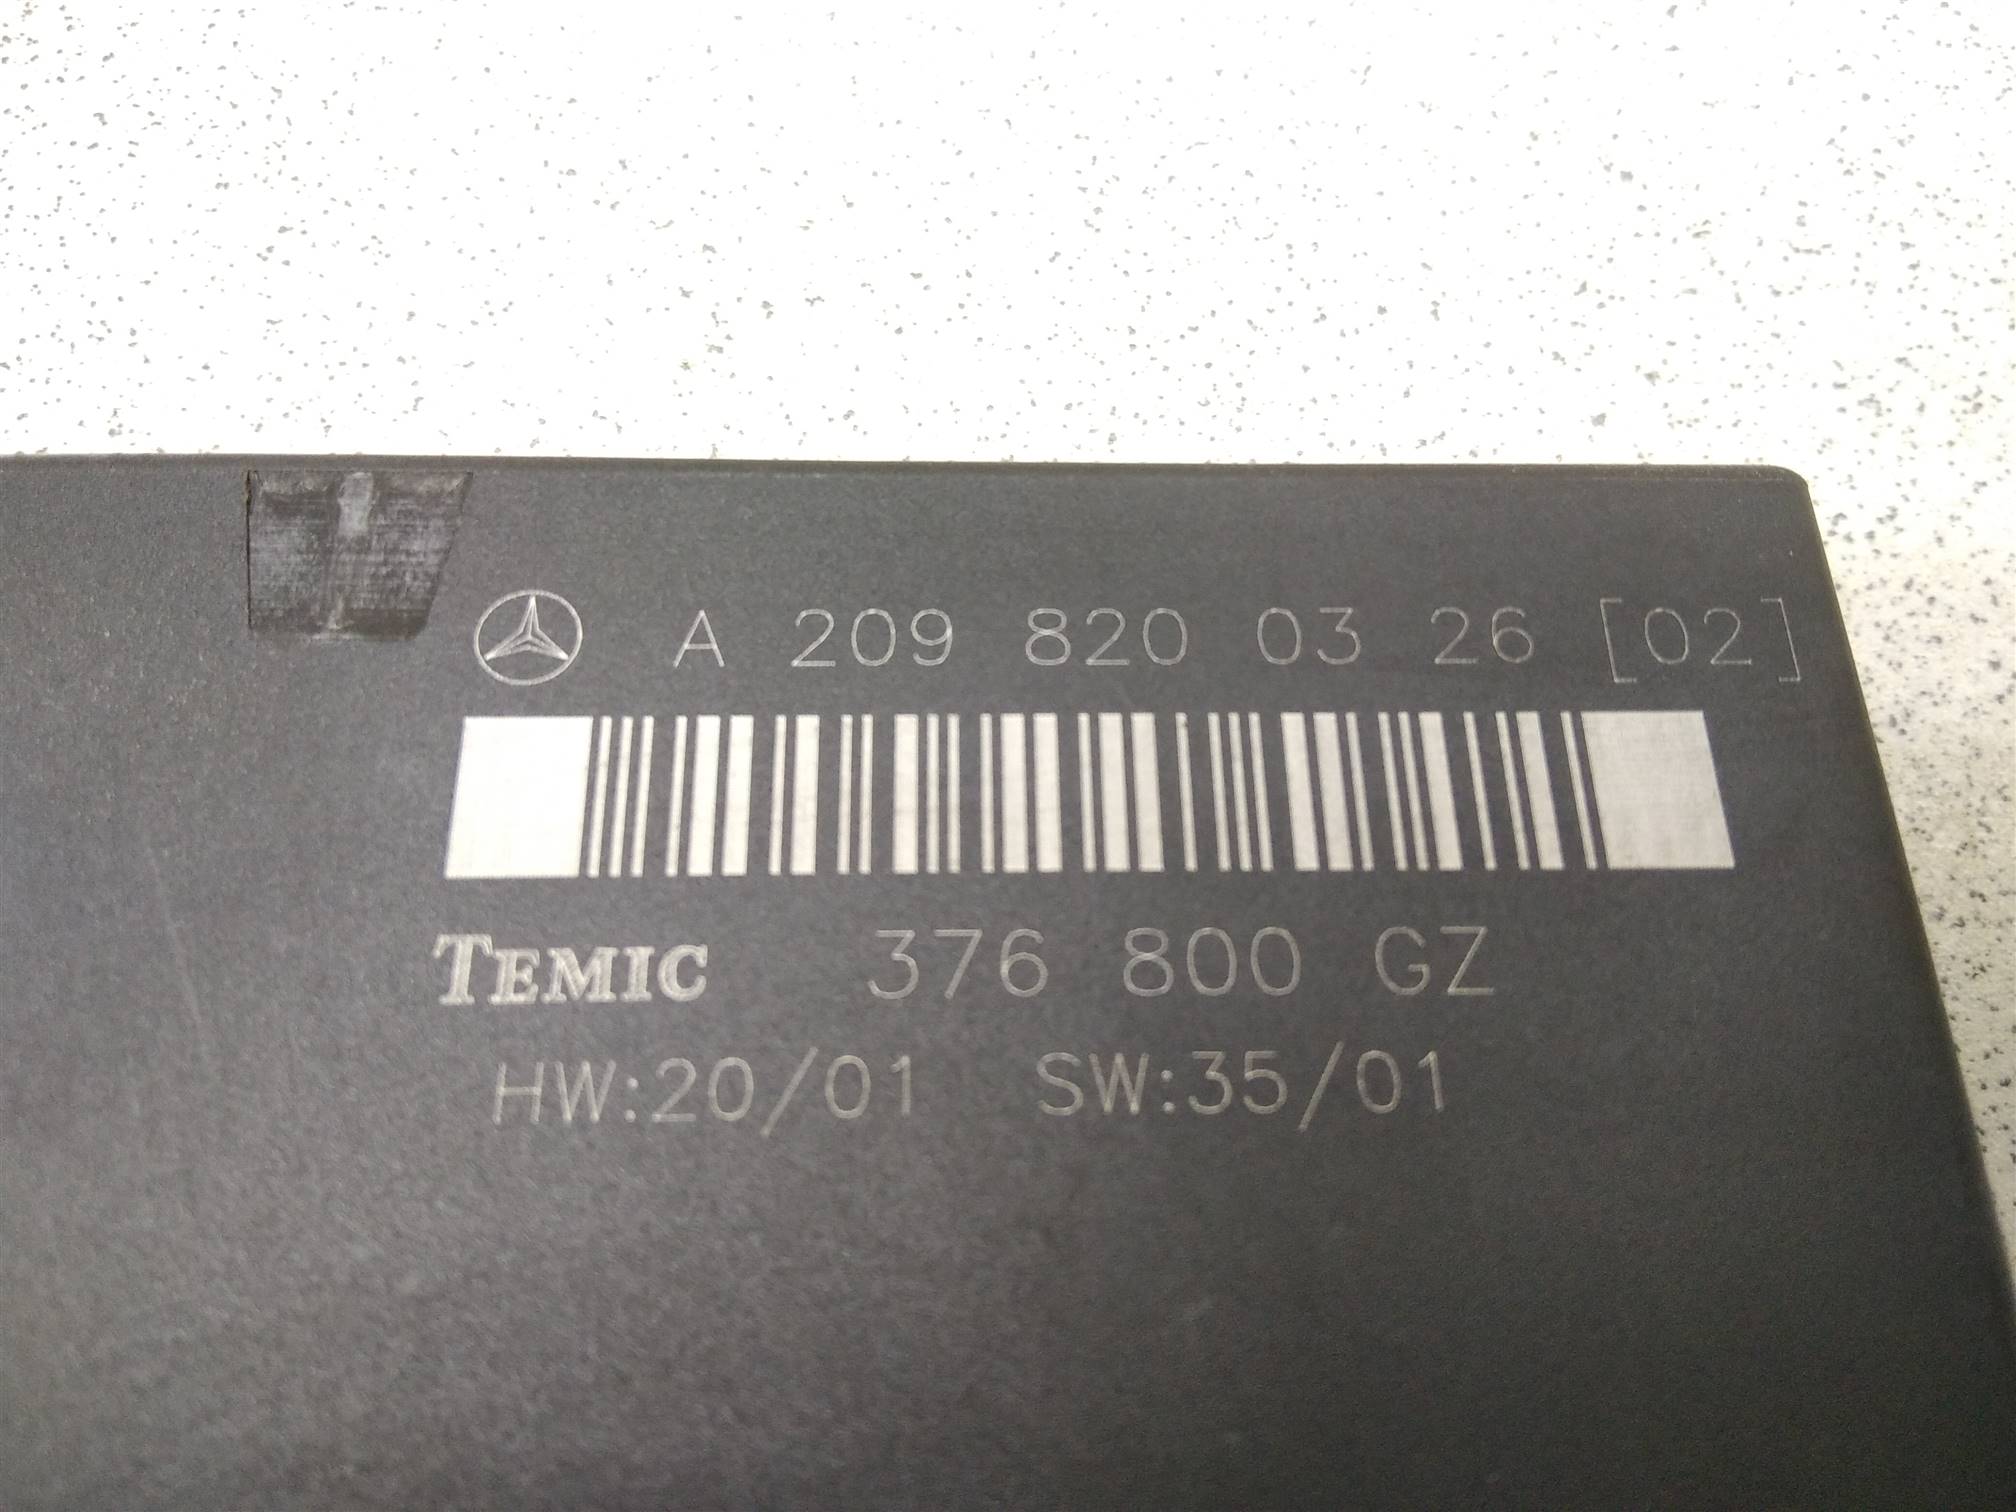 A 209 820 03 26 [02]
TEMIC 376 800 GZ
HW:20/01 SW:35/01